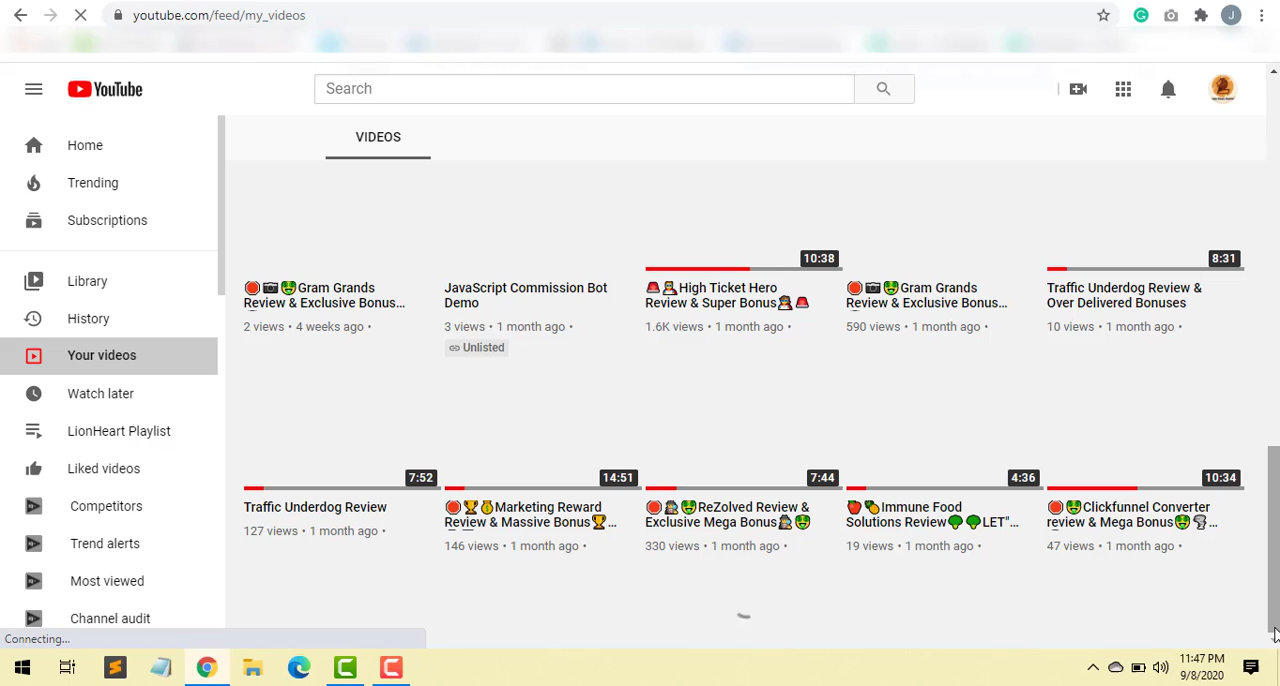 youtube.com/feed/my_videos
J
YouTube
Search
Home
Trending
Subscriptions
Library
History
Your videos
Watch later
LionHeart Playlist
Liked videos
Competitors
Trend alerts
Most viewed
Channel audit
VIDEOS
Gram Grands
Review & Exclusive Bonus...
2 views • 4 weeks ago •
JavaScript Commission Bot
Demo
3 views • 1 month ago •
Unlisted
10:38
High Ticket Hero
Review & Super Bonus
1.6K views • 1 month ago •
Gram Grands
Review & Exclusive Bonus...
590 views • 1 month ago •
8:31
Traffic Underdog Review &
Over Delivered Bonuses
10 views • 1 month ago •
7:52
Traffic Underdog Review
127 views • 1 month ago •
14:51
Marketing Reward
Review & Massive Bonus...
146 views • 1 month ago •
7:44
ReZolved Review &
Exclusive Mega Bonus
330 views • 1 month ago •
4:36
Immune Food
Solutions Review LET"...
19 views • 1 month ago •
10:34
Clickfunnel Converter
review & Mega Bonus...
47 views • 1 month ago •
Connecting...
11:47 PM
9/8/2020